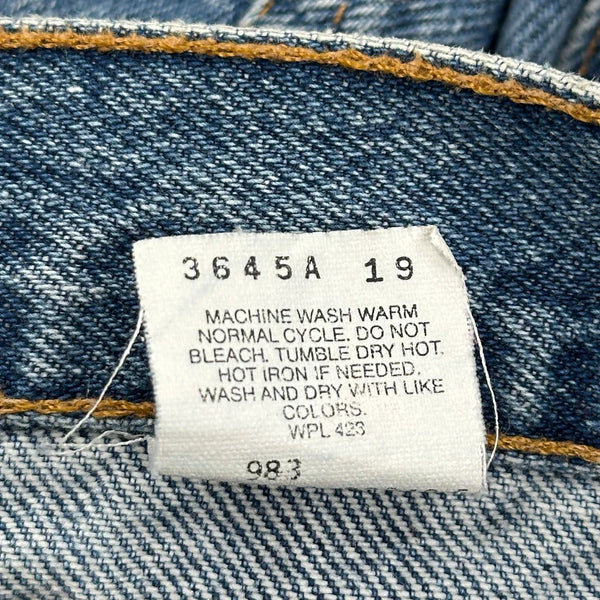 3645A 19
MACHINE WASH WARM
NORMAL CYCLE. DO NOT
BLEACH. TUMBLE DRY HOT.
HOT IRON IF NEEDED.
WASH AND DRY WITH LIKE
COLORS.
WPL 423
983